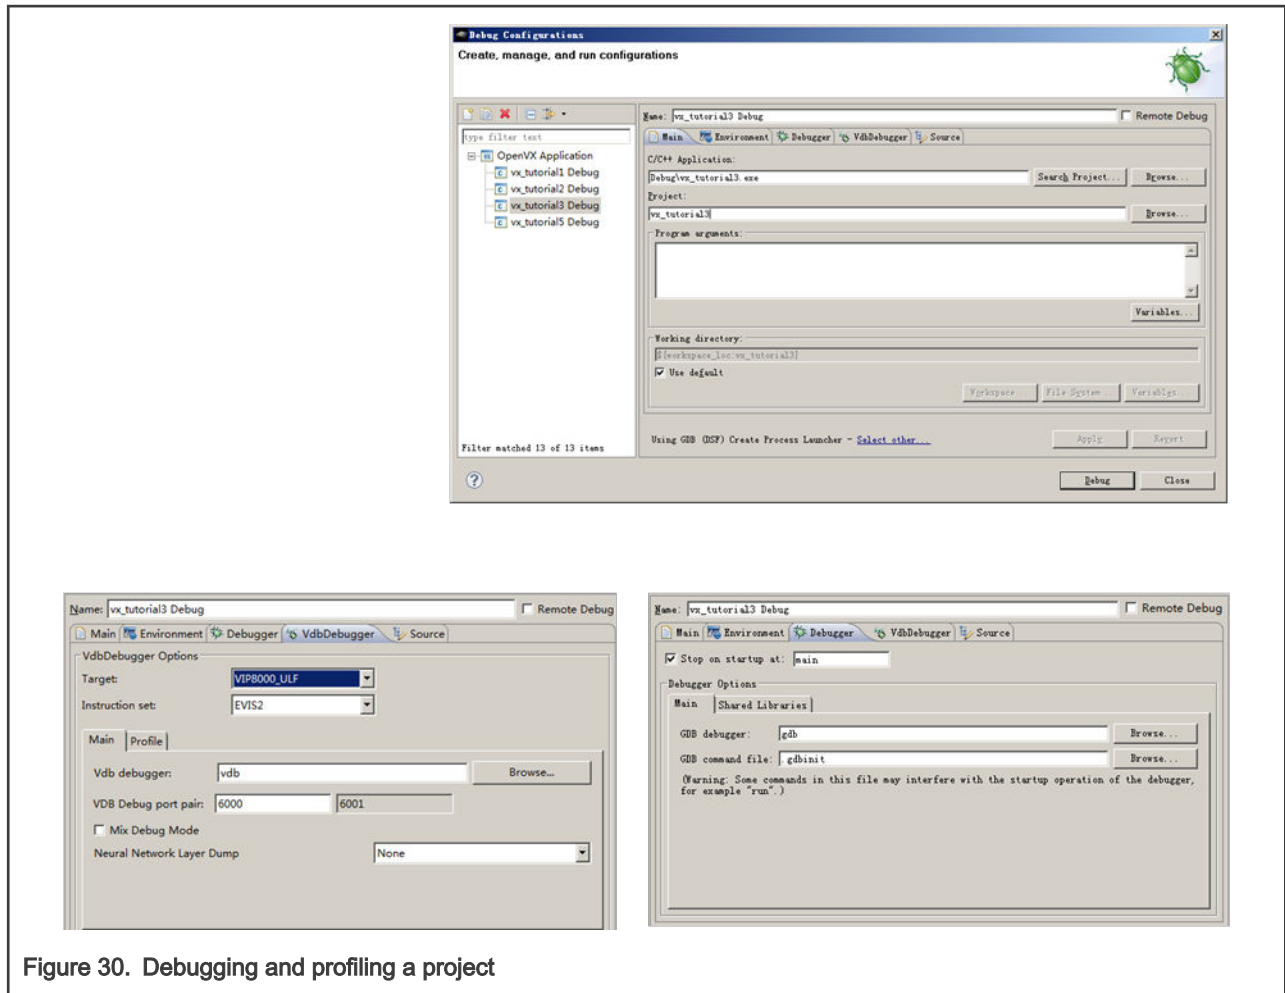 Debug Configurations
Create, manage, and run configurations
type filter text
OpenVX Application
vx_tutorial1 Debug
vx_tutorial2 Debug
vx_tutorial3 Debug
vx_tutorial5 Debug
Filter matched 13 of 13 items
Name: vx_tutorial3 Debug Remote Debug
Main Environment Debugger VdbDebugger Source
C/C++ Application:
Debug\vx_tutorial3.exe Search Project... Browse...
Project:
vx_tutorial3 Browse...
Program arguments:
Variables...
Working directory:
${workspace_loc:vx_tutorial3}
Use default
Workspace... File System... Variables...
Using GDB (DSF) Create Process Launcher - Select other... Apply Revert
Debug Close
Name: vx_tutorial3 Debug Remote Debug
Main Environment Debugger VdbDebugger Source
VdbDebugger Options
Target: VIP8000_ULF
Instruction set: EVIS2
Main Profile
Vdb debugger: vdb Browse...
VDB Debug port pair: 6000 6001
Mix Debug Mode
Neural Network Layer Dump None
Name: vx_tutorial3 Debug Remote Debug
Main Environment Debugger VdbDebugger Source
Stop on startup at: main
Debugger Options
Main Shared Libraries
GDB debugger: gdb Browse...
GDB command file: .gdbinit Browse...
(Warning: Some commands in this file may interfere with the startup operation of the debugger,
for example "run".)
Figure 30. Debugging and profiling a project